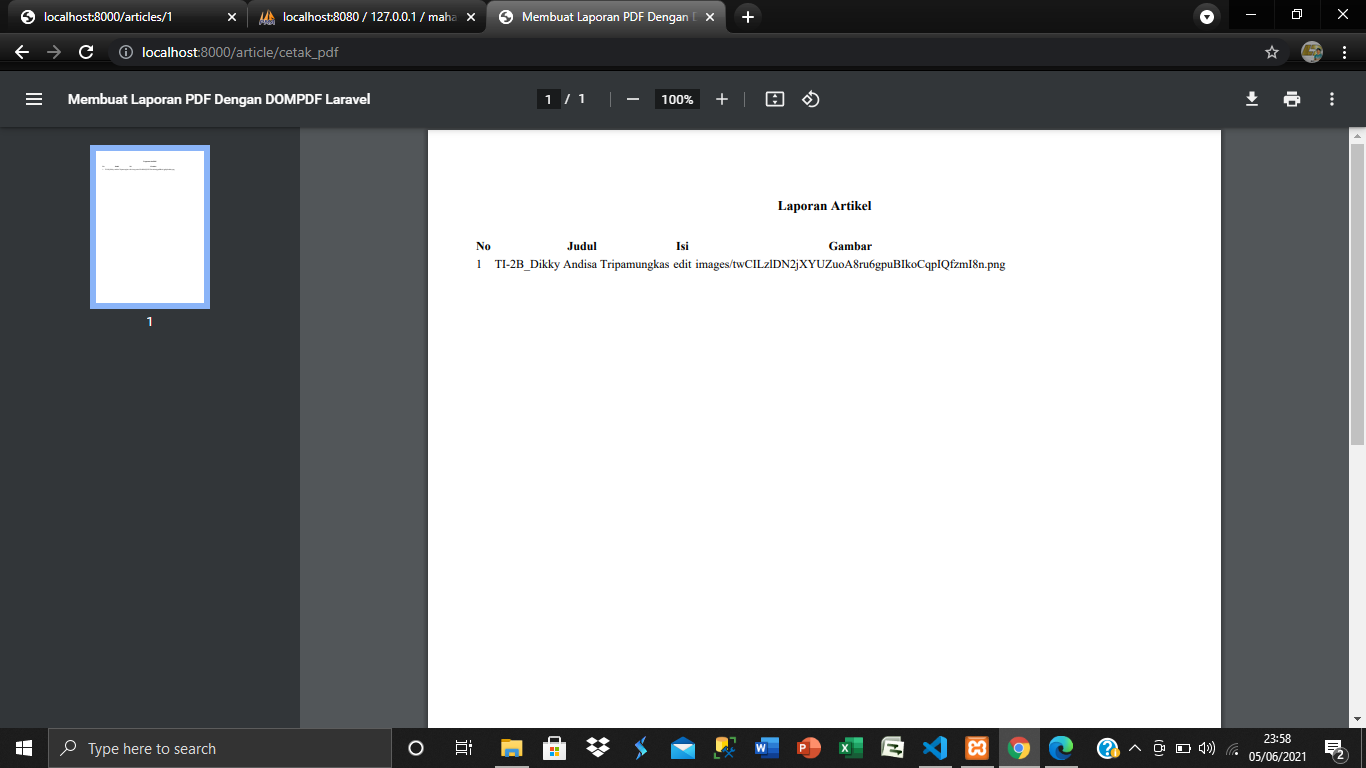 localhost:8000/articles/1
localhost:8080 / 127.0.0.1 / maha
Membuat Laporan PDF Dengan
localhost:8000/article/cetak_pdf
Membuat Laporan PDF Dengan DOMPDF Laravel
1 / 1
100%
1
Laporan Artikel
No Judul Isi Gambar
1 TI-2B_Dikky Andisa Tripamungkas edit images/twCILzlDN2jXYUZuoA8ru6gpuBIkoCqpIQfzmI8n.png
Type here to search
23:58
05/06/2021
2